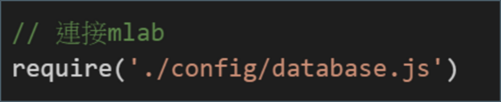 // 連接mlab
require('./config/database.js')